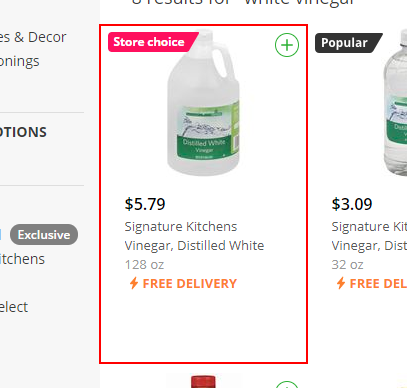 8 results for "white vinegar"
es & Decor
onings
OTIONS
Exclusive
itchens
elect
Store choice
Distilled White
Vinegar
$5.79
Signature Kitchens
Vinegar, Distilled White
128 oz
FREE DELIVERY
Popular
$3.09
Signature Kit
Vinegar, Dist
32 oz
FREE DEL